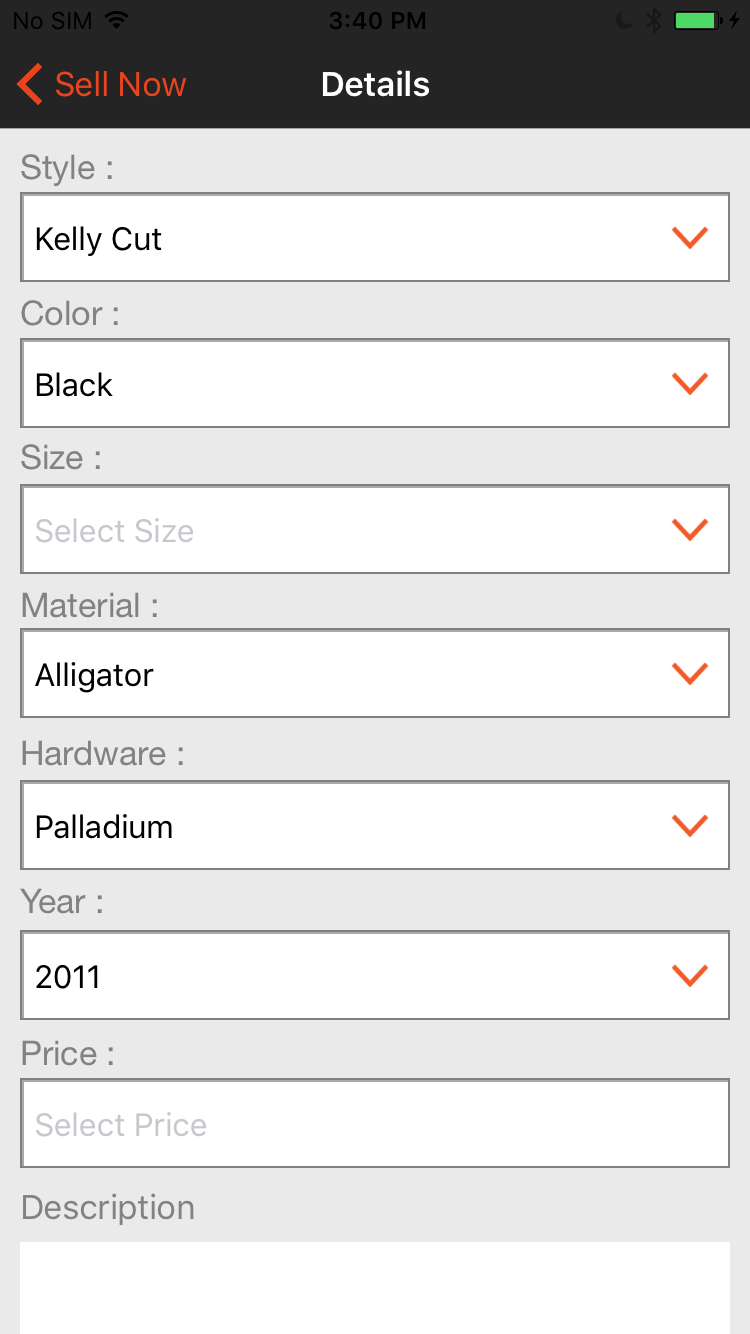 No SIM 3:40 PM
Sell Now Details
Style :
Kelly Cut
Color :
Black
Size :
Select Size
Material :
Alligator
Hardware :
Palladium
Year :
2011
Price :
Select Price
Description